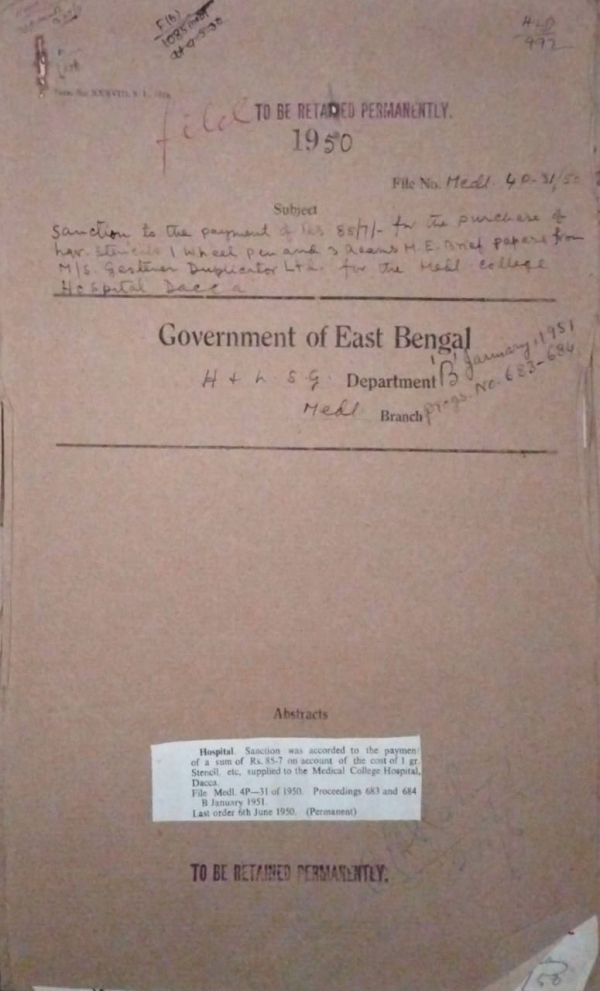 F(B)
H & L
492
filed TO BE RETAINED PERMANENTLY.
1950
File No. Medl. 4P-31/50
Subject
Sanction to the payment of Rs 85/7/- for the purchase of
1 gr. stencils 1 wheel pen and 3 reams M.E. Brief papers from
M/S. Gestetner Duplicator Ltd. for the Medl College
Hospital Dacca
Government of East Bengal
H & L. S. G. Department B January, 1951
Medl. Branch progs. No. 683-684
Abstracts
Hospital. Sanction was accorded to the paymen
of a sum of Rs. 85-7 on account of the cost of 1 gr.
Stencil, etc, supplied to the Medical College Hospital,
Dacca.
File Medl. 4P—31 of 1950. Proceedings 683 and 684
B January 1951.
Last order 6th June 1950. (Permanent)
TO BE RETAINED PERMANENTLY.